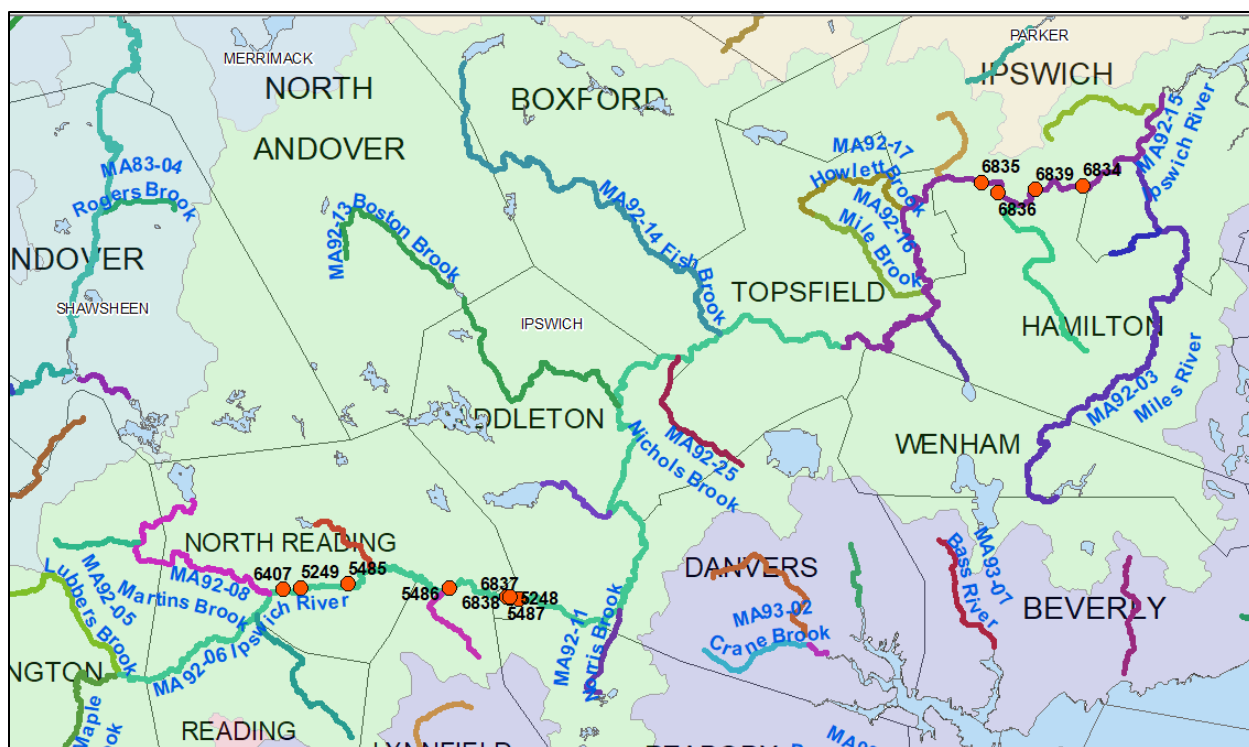 PARKER
MERRIMACK
IPSWICH
NORTH
ANDOVER
BOXFORD
MA83-04
Rogers Brook
MA92-17
Howlett Brook
6835
6839
6834
6836
MA92-15
Ipswich River
MA92-13 Boston Brook
MA92-14 Fish Brook
MA92-16
Mile Brook
NDOVER
SHAWSHEEN
IPSWICH
TOPSFIELD
HAMILTON
MA92-03
Miles River
DDLETON
MA92-25
Nichols Brook
WENHAM
NORTH READING
MA92-05
Lubbers Brook
MA92-08
Martins Brook
6407
5249
5485
5486
6837
6838
5248
5487
MA92-06 Ipswich River
MA92-11
Norris Brook
DANVERS
MA93-02
Crane Brook
MA93-07
Bass River
BEVERLY
NGTON
Maple
ok
READING
LYNNFIELD
PEABODY